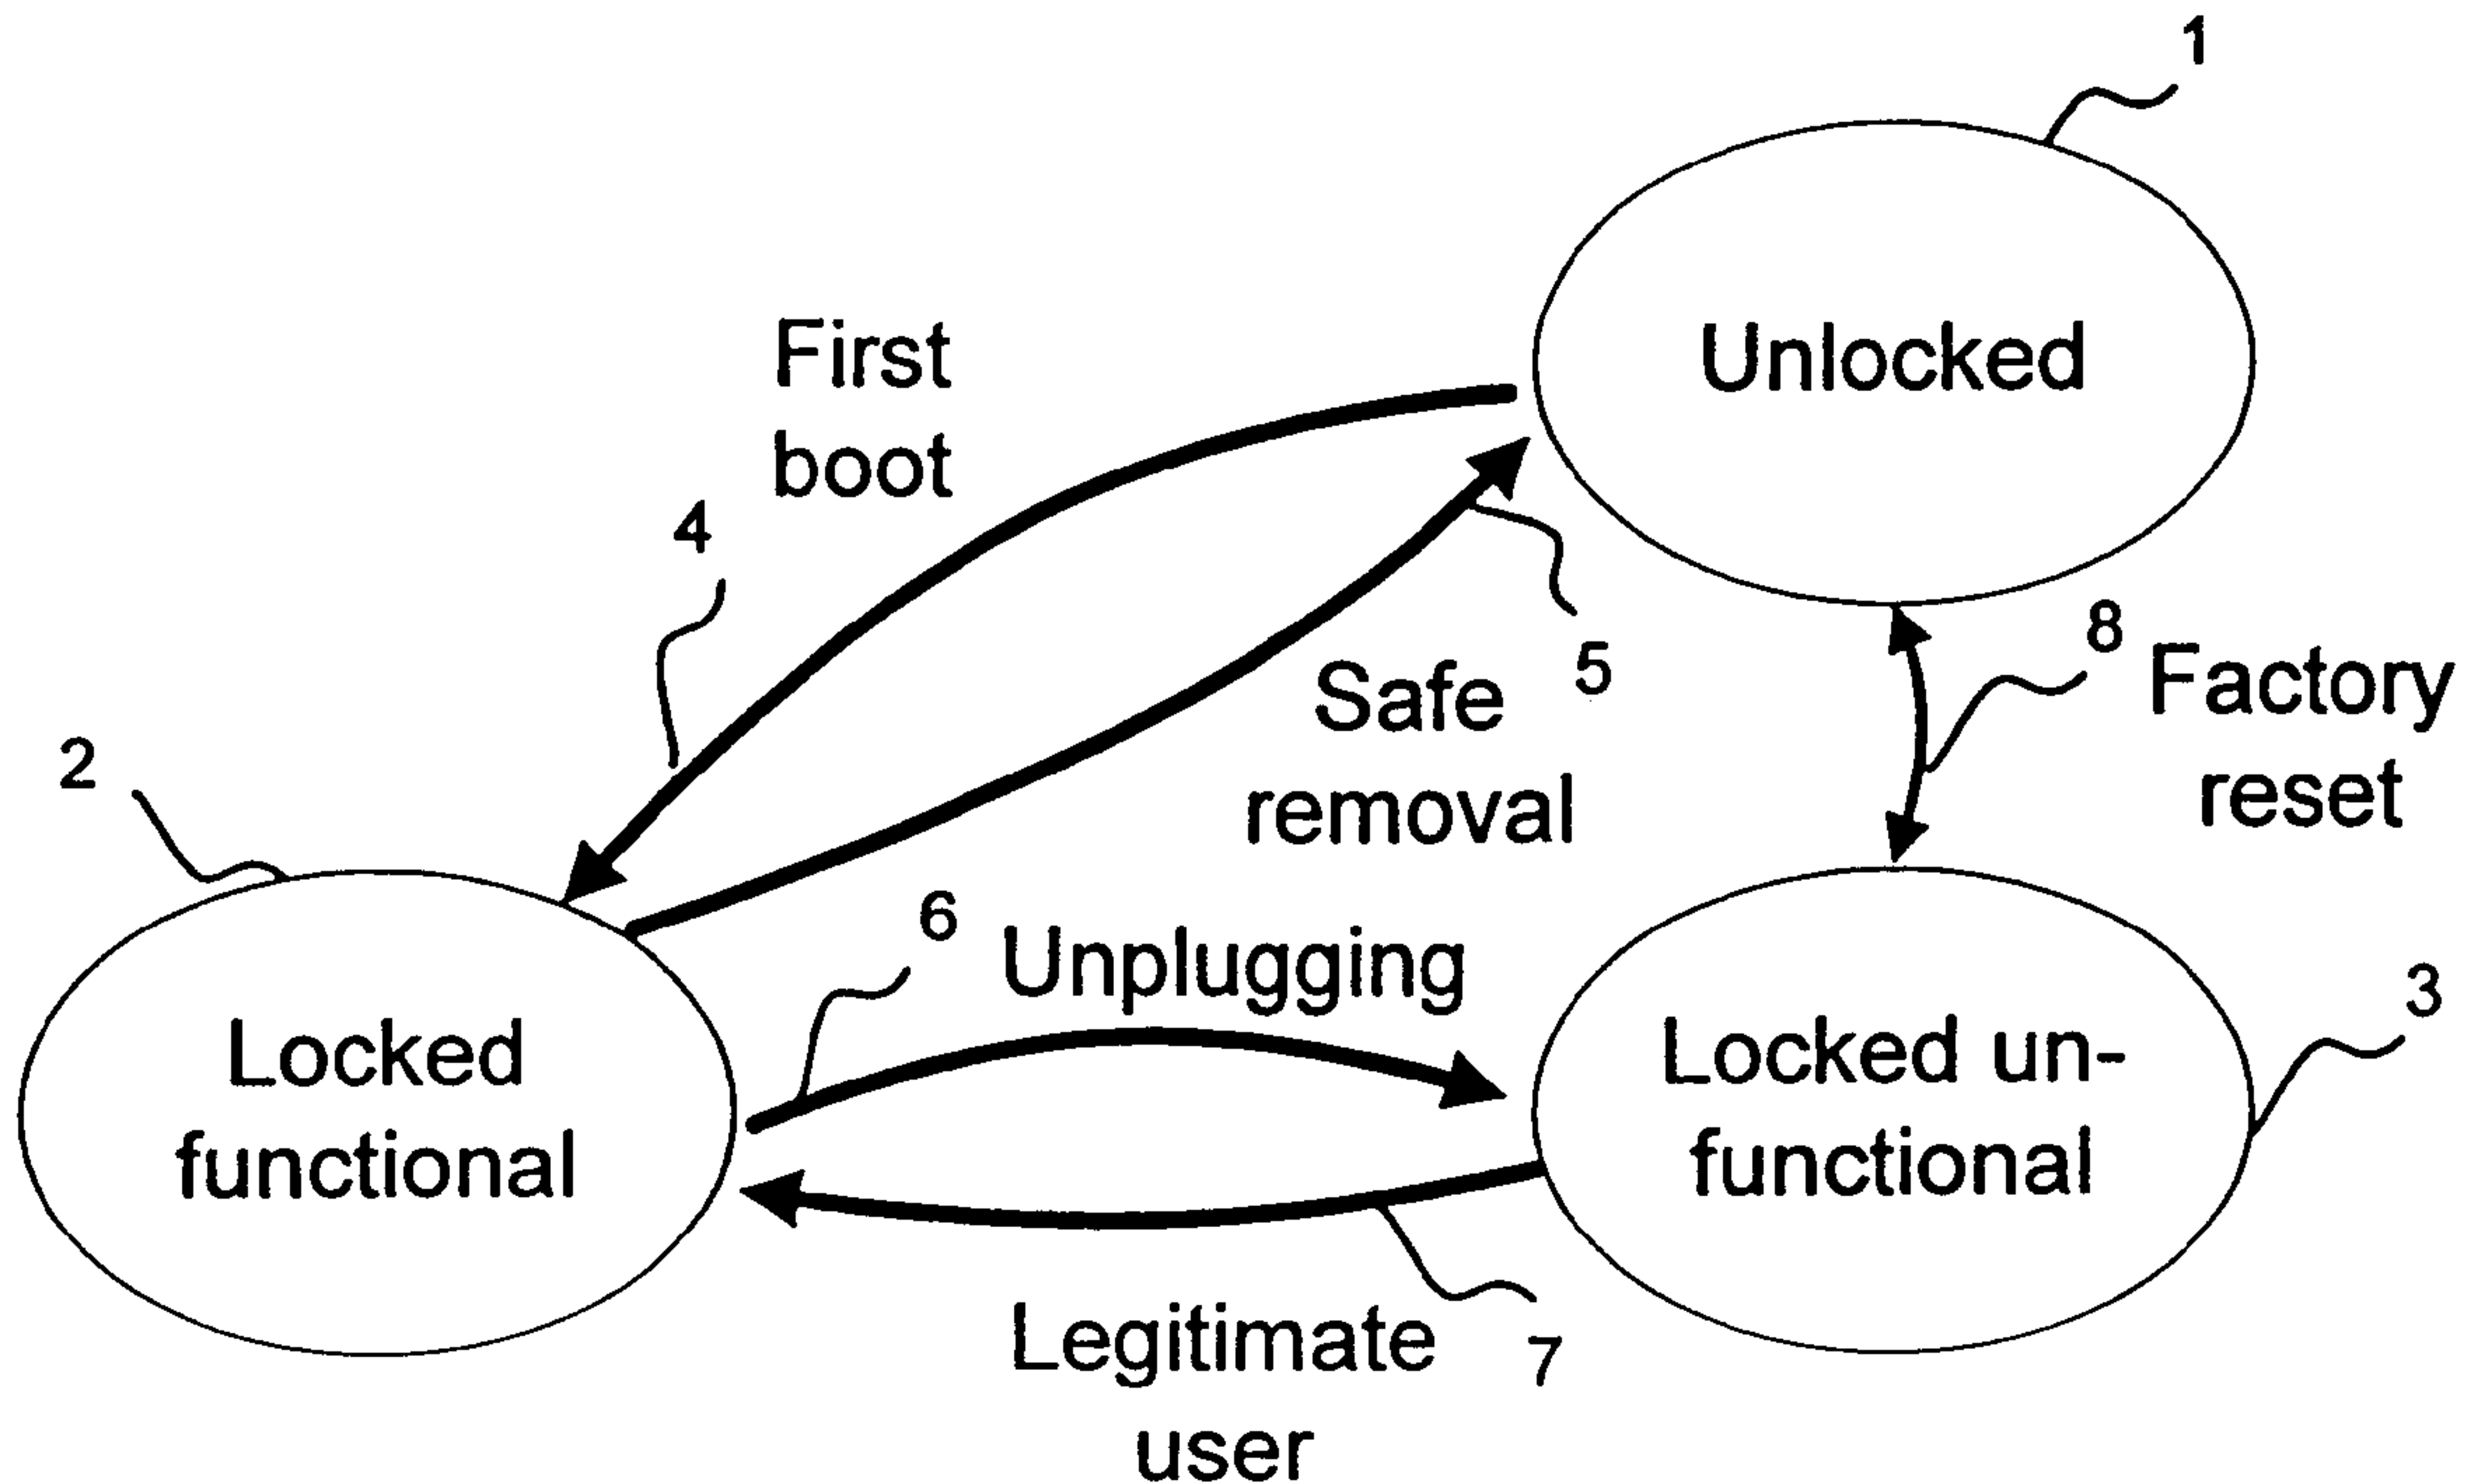 1
Unlocked
First
boot
4
5
Safe
removal
8
Factory
reset
2
6
Unplugging
3
Locked
functional
Locked un-
functional
Legitimate
user
7